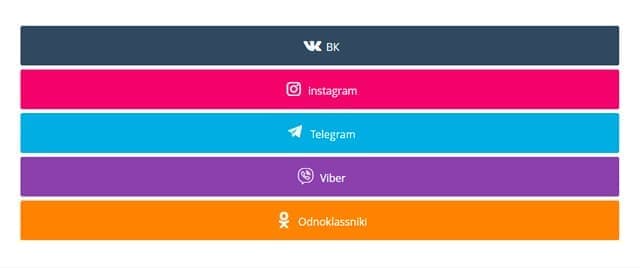 ВК
instagram
Telegram
Viber
Odnoklassniki